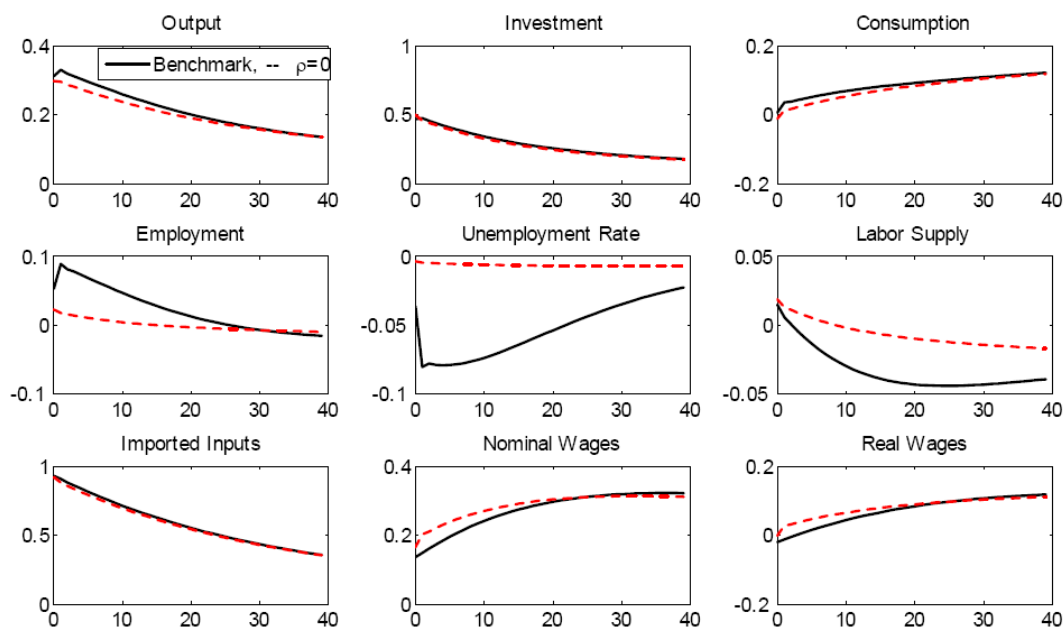 Output
Investment
Consumption
0.4
0.2
0
0 10 20 30 40
Benchmark, -- ρ=0
1
0.5
0
0 10 20 30 40
0.2
0
-0.2
0 10 20 30 40
Employment
Unemployment Rate
Labor Supply
0.1
0
-0.1
0 10 20 30 40
0
-0.05
-0.1
0 10 20 30 40
0.05
0
-0.05
0 10 20 30 40
Imported Inputs
Nominal Wages
Real Wages
1
0.5
0
0 10 20 30 40
0.4
0.2
0
0 10 20 30 40
0.2
0
-0.2
0 10 20 30 40